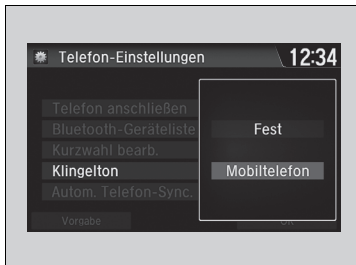 Telefon-Einstellungen
12:34
Telefon anschließen
Bluetooth-Geräteliste
Kurzwahl bearb.
Klingelton
Autom. Telefon-Sync.
Fest
Mobiltelefon
Vorgabe
OK